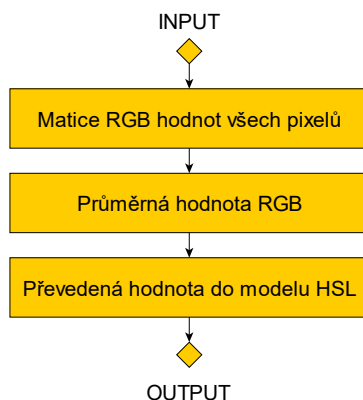 INPUT
Matice RGB hodnot všech pixelů
Průměrná hodnota RGB
Převedená hodnota do modelu HSL
OUTPUT